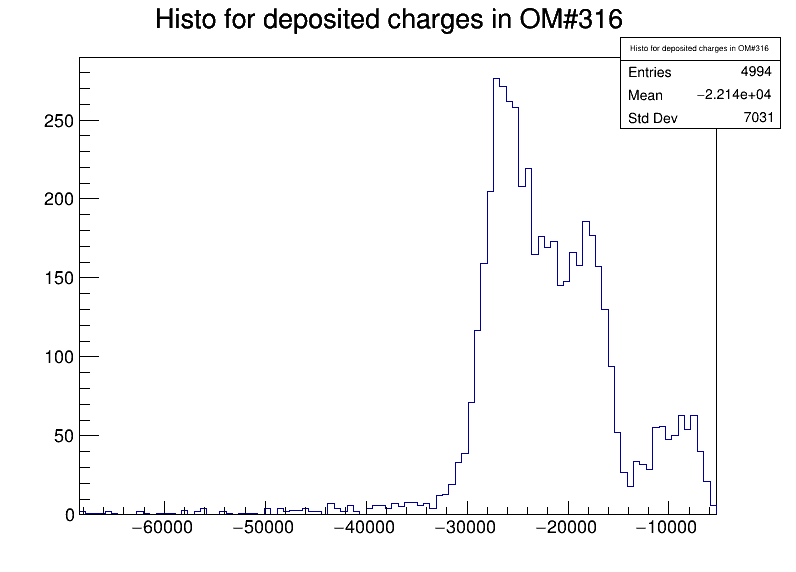 Histo for deposited charges in OM#316
Histo for deposited charges in OM#316
Entries 4994
Mean −2.214e+04
Std Dev 7031
250
200
150
100
50
0
−60000 −50000 −40000 −30000 −20000 −10000